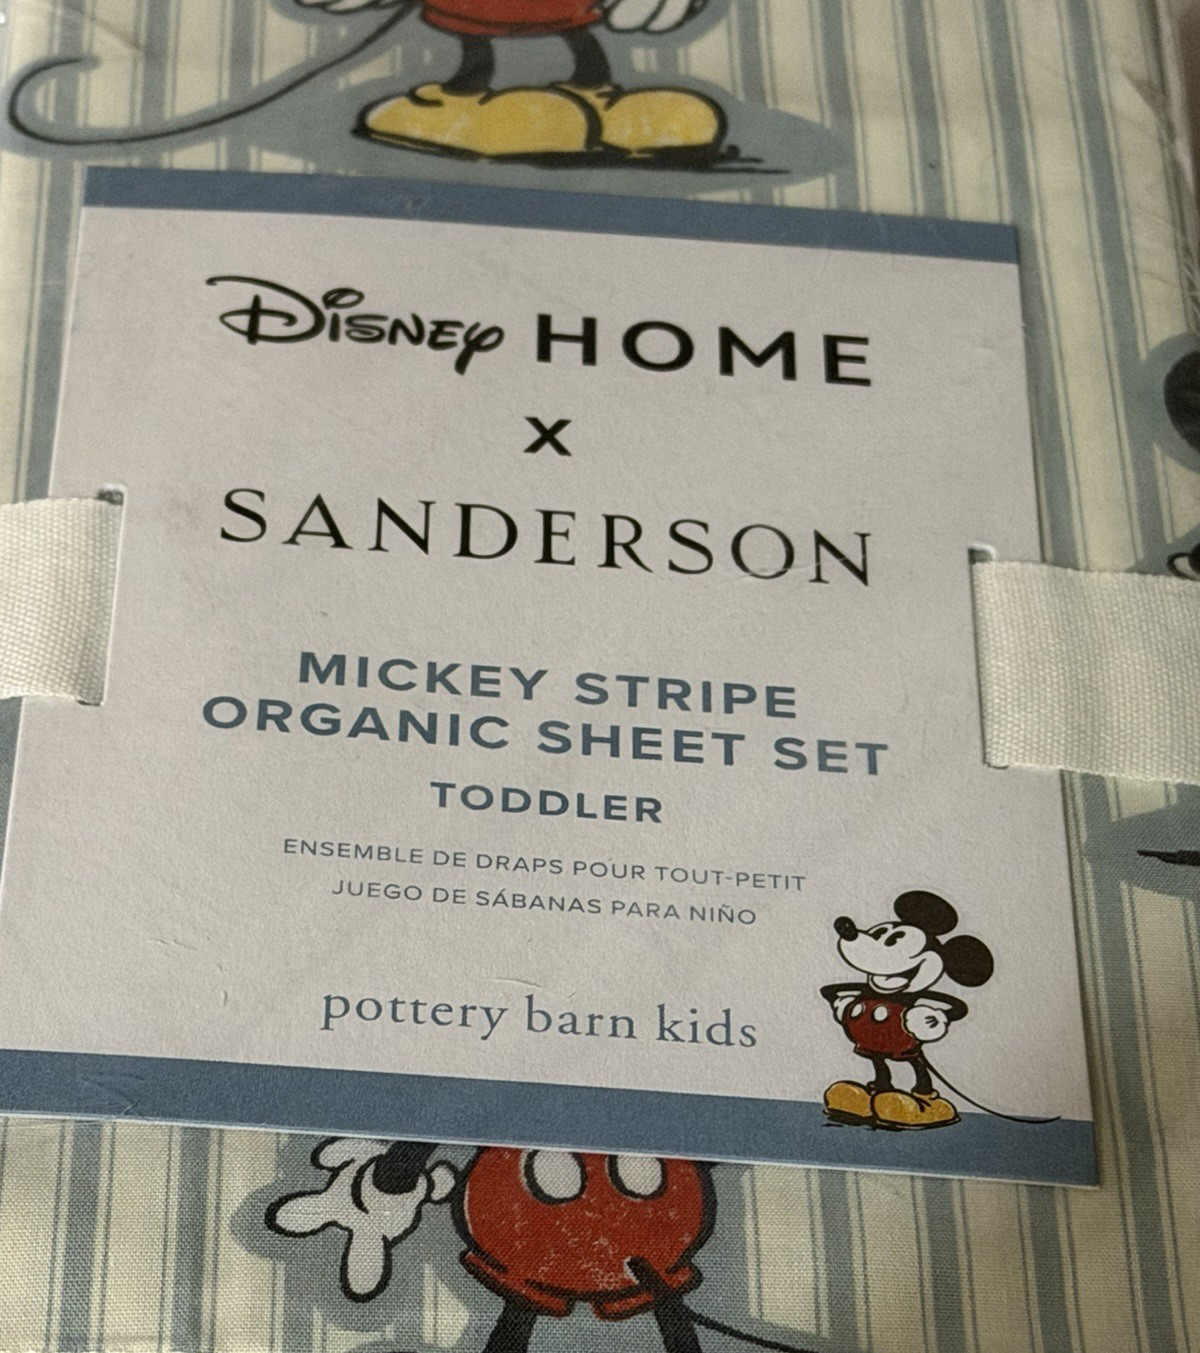 Disney HOME
X
SANDERSON
MICKEY STRIPE
ORGANIC SHEET SET
TODDLER
ENSEMBLE DE DRAPS POUR TOUT-PETIT
JUEGO DE SÁBANAS PARA NIÑO
pottery barn kids